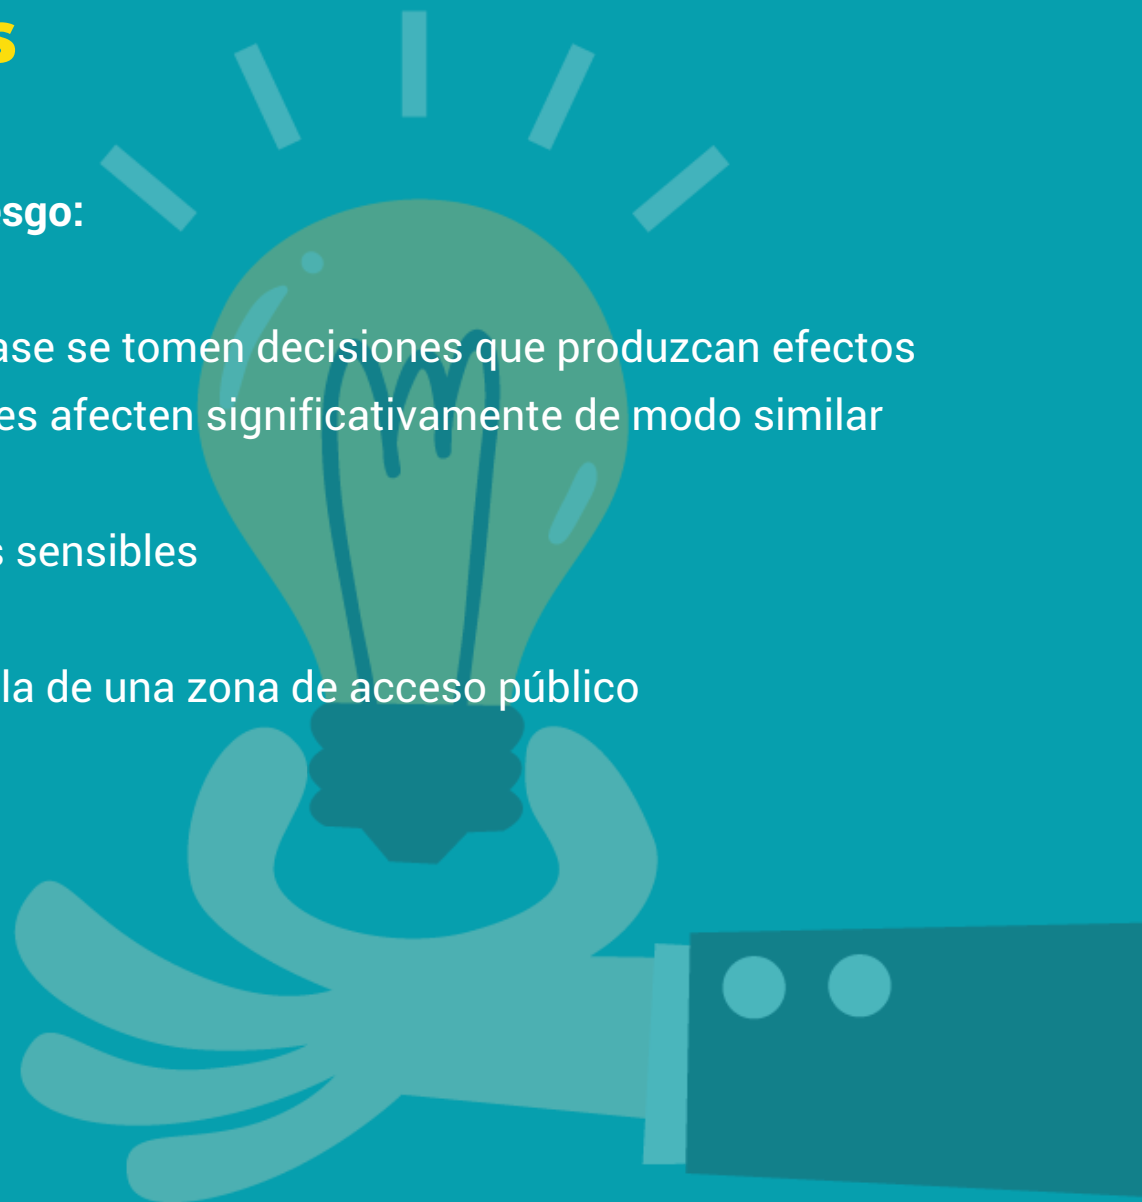 s
sgo:
ase se tomen decisiones que produzcan efectos
es afecten significativamente de modo similar
s sensibles
la de una zona de acceso público